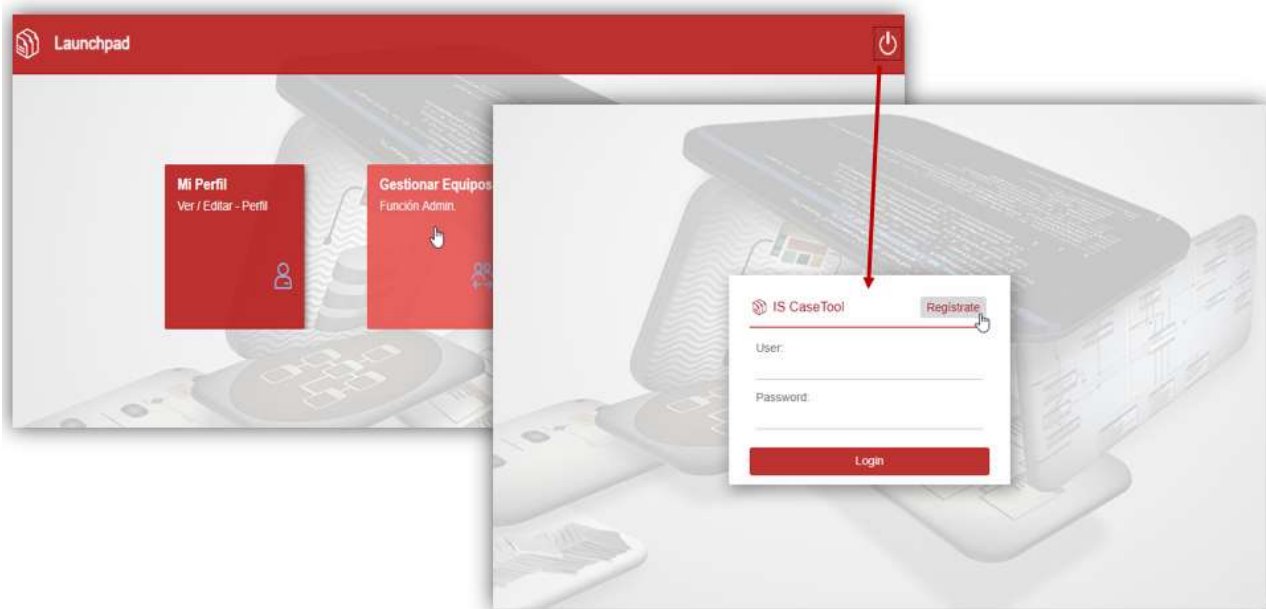 Launchpad
Mi Perfil
Ver / Editar - Perfil
Gestionar Equipos
Función Admin.
IS CaseTool
Regístrate
User:
Password:
Login